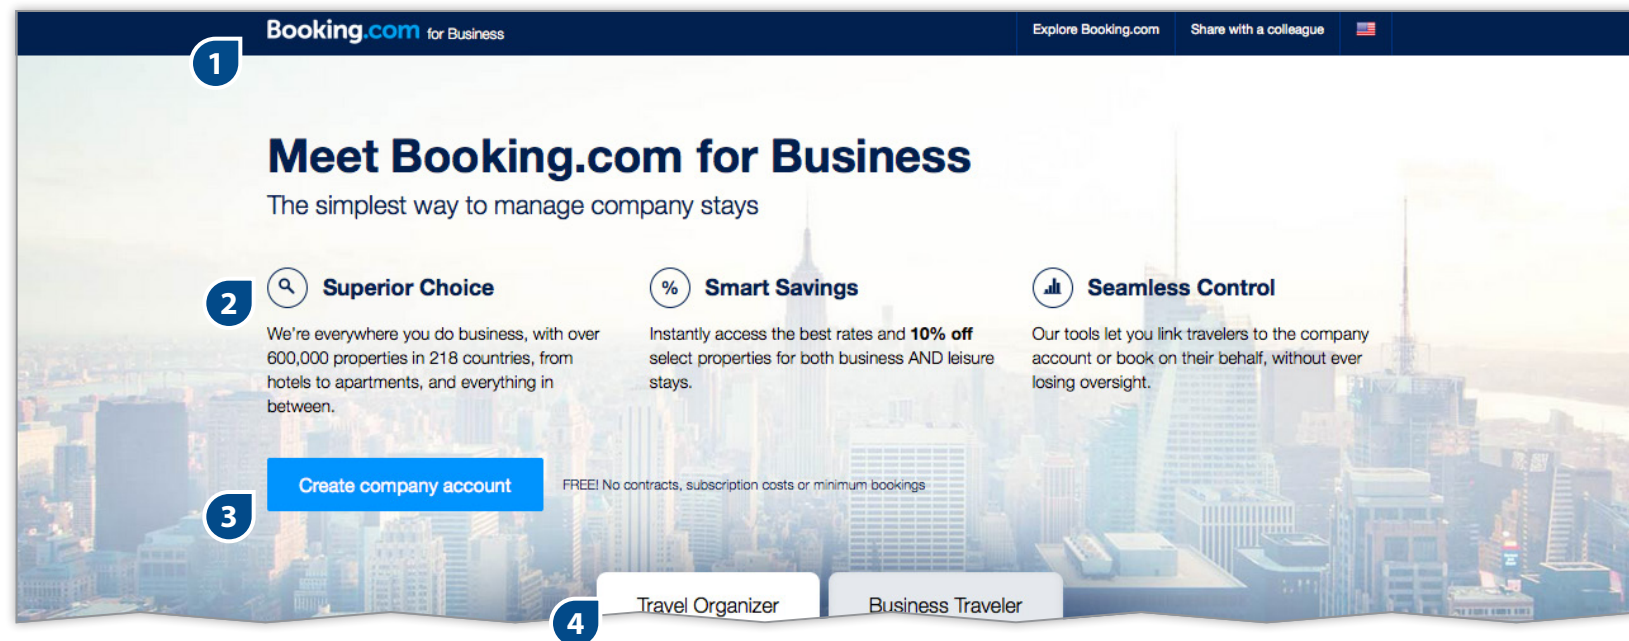 Booking.com for Business
Explore Booking.com
Share with a colleague
1
Meet Booking.com for Business
The simplest way to manage company stays
2
Superior Choice
We're everywhere you do business, with over
600,000 properties in 218 countries, from
hotels to apartments, and everything in
between.
% Smart Savings
Instantly access the best rates and 10% off
select properties for both business AND leisure
stays.
Seamless Control
Our tools let you link travelers to the company
account or book on their behalf, without ever
losing oversight.
3
Create company account
FREE! No contracts, subscription costs or minimum bookings
4
Travel Organizer
Business Traveler